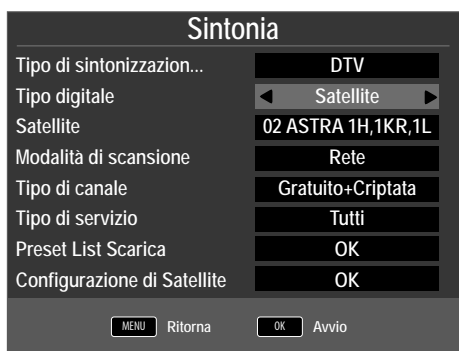 Sintonia
Tipo di sintonizzazion... DTV
Tipo digitale Satellite
Satellite 02 ASTRA 1H,1KR,1L
Modalità di scansione Rete
Tipo di canale Gratuito+Criptata
Tipo di servizio Tutti
Preset List Scarica OK
Configurazione di Satellite OK
MENU Ritorna OK Avvio